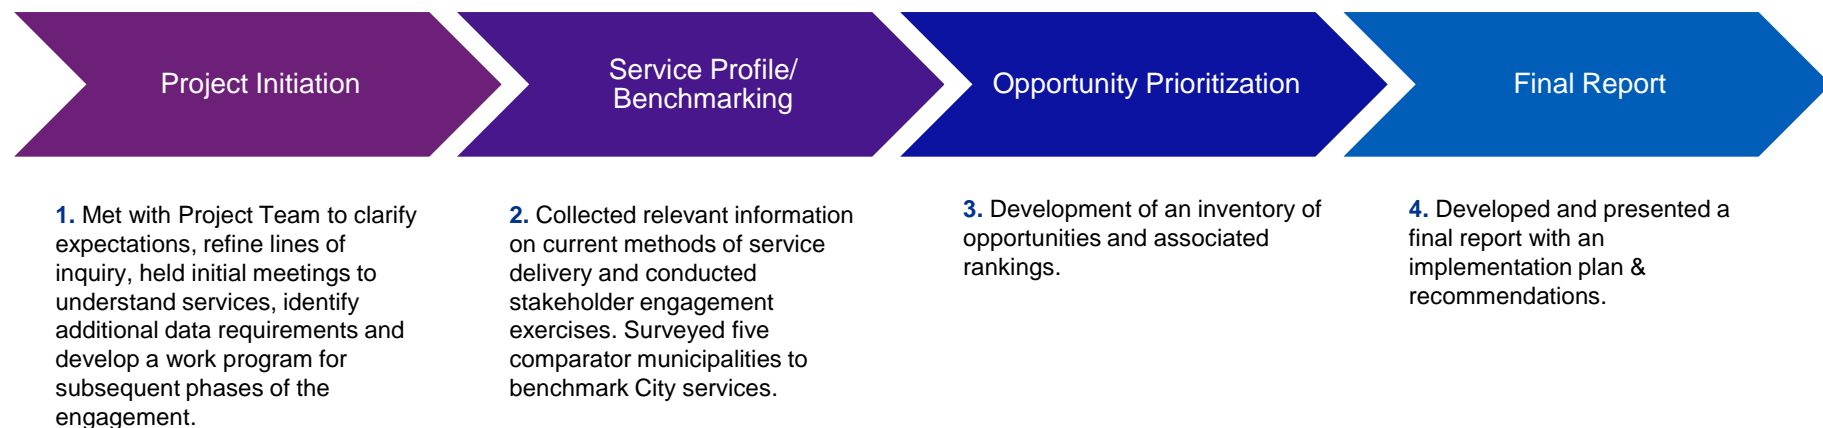 Project Initiation
Service Profile/
Benchmarking
Opportunity Prioritization
Final Report
1. Met with Project Team to clarify
expectations, refine lines of
inquiry, held initial meetings to
understand services, identify
additional data requirements and
develop a work program for
subsequent phases of the
engagement.
2. Collected relevant information
on current methods of service
delivery and conducted
stakeholder engagement
exercises. Surveyed five
comparator municipalities to
benchmark City services.
3. Development of an inventory of
opportunities and associated
rankings.
4. Developed and presented a
final report with an
implementation plan &
recommendations.